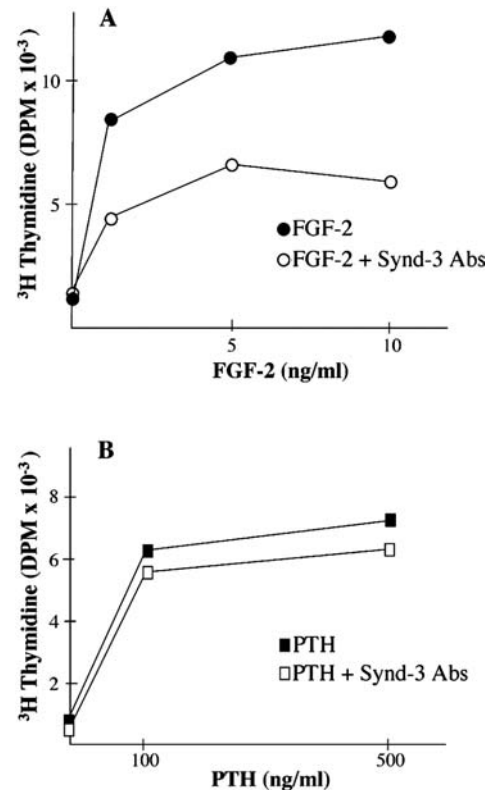 A
³H Thymidine (DPM x 10⁻³)
10
5
FGF-2
FGF-2 + Synd-3 Abs
5
10
FGF-2 (ng/ml)
B
³H Thymidine (DPM x 10⁻³)
8
6
4
2
PTH
PTH + Synd-3 Abs
100
500
PTH (ng/ml)